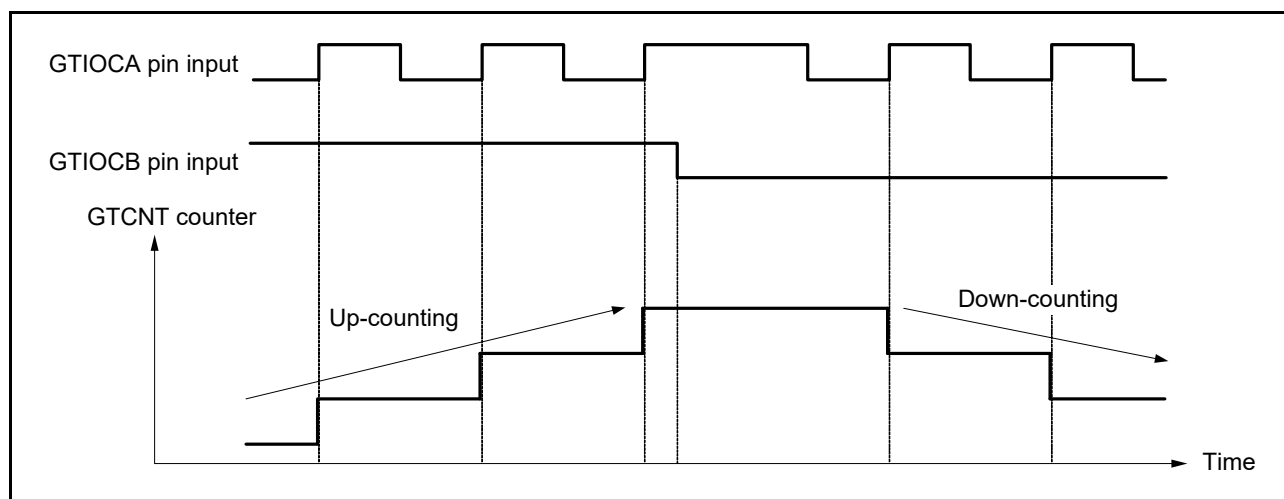 GTIOCA pin input
GTIOCB pin input
GTCNT counter
Up-counting
Down-counting
Time